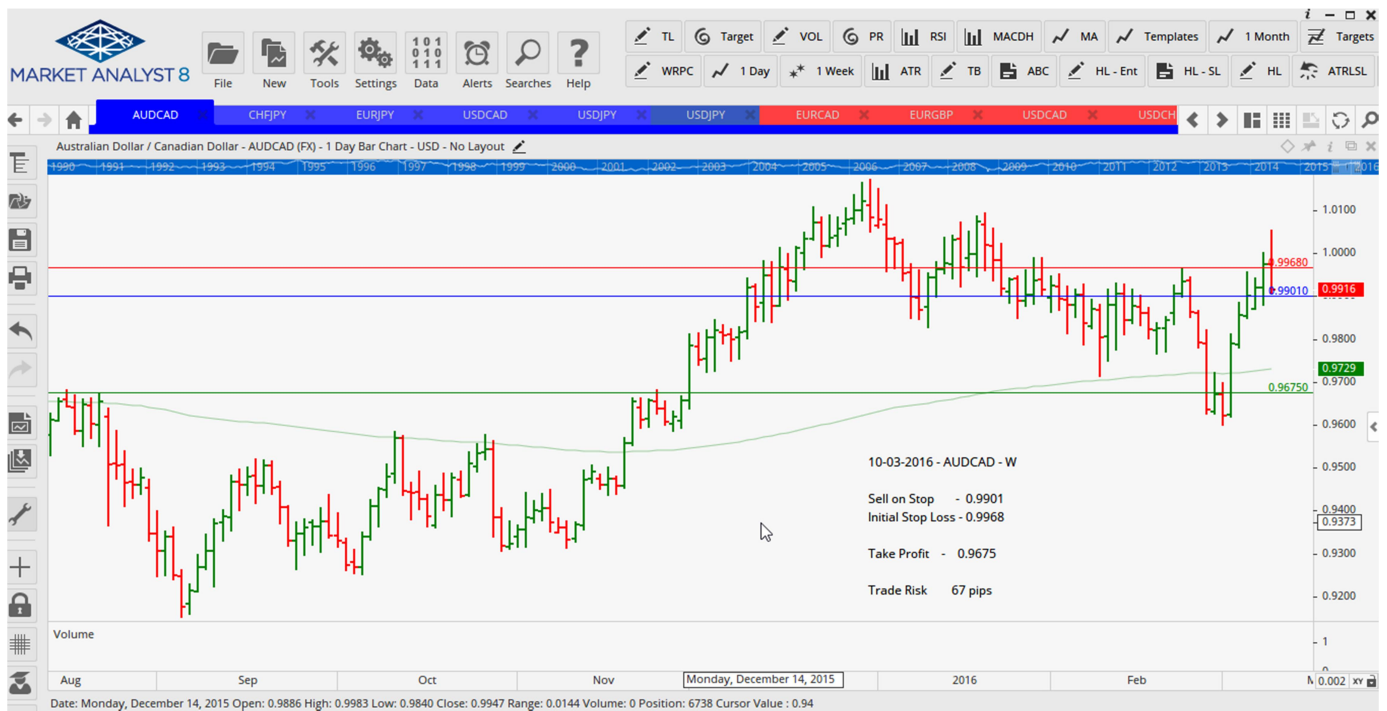 MARKET ANALYST 8
File New Tools Settings Data Alerts Searches Help
TL Target VOL PR RSI MACDH MA Templates 1 Month Targets
WRPC 1 Day 1 Week ATR TB ABC HL - Ent HL - SL HL ATRLSL
AUDCAD CHFJPY EURJPY USDCAD USDJPY USDJPY EURCAD EURGBP USDCAD USDCH
Australian Dollar / Canadian Dollar - AUDCAD (FX) - 1 Day Bar Chart - USD - No Layout
1990 1991 1992 1993 1994 1995 1996 1997 1998 1999 2000 2001 2002 2003 2004 2005 2006 2007 2008 2009 2010 2011 2012 2013 2014 2015 2016
1.0100
1.0000
0.99680
0.99010
0.9916
0.9800
0.9729
0.9700
0.96750
0.9600
10-03-2016 - AUDCAD - W
0.9500
Sell on Stop - 0.9901
Initial Stop Loss - 0.9968
0.9400
0.9373
Take Profit - 0.9675
0.9300
Trade Risk 67 pips
0.9200
Volume
1
Aug Sep Oct Nov Monday, December 14, 2015 2016 Feb 0.002 XY
Date: Monday, December 14, 2015 Open: 0.9886 High: 0.9983 Low: 0.9840 Close: 0.9947 Range: 0.0144 Volume: 0 Position: 6738 Cursor Value : 0.94